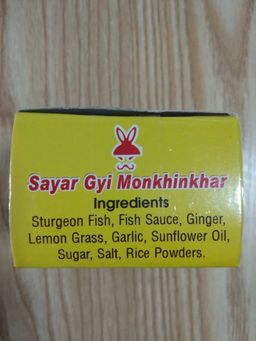 Sayar Gyi Monkhinkhar
Ingredients
Sturgeon Fish, Fish Sauce, Ginger,
Lemon Grass, Garlic, Sunflower Oil,
Sugar, Salt, Rice Powders.